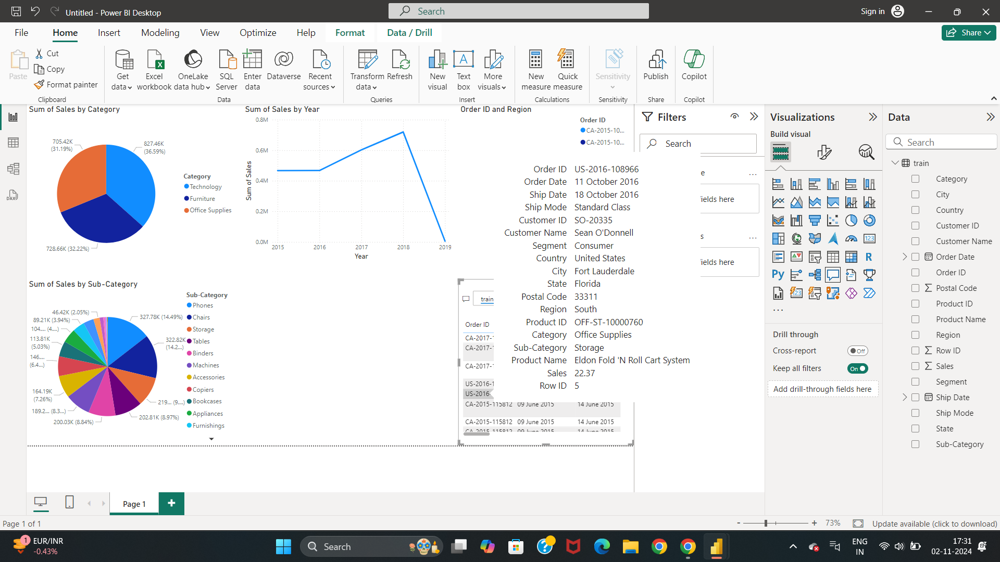 Untitled - Power BI Desktop
Search
Sign in
File
Home
Insert
Modeling
View
Optimize
Help
Format
Data / Drill
Share
Paste
Cut
Copy
Format painter
Clipboard
Get data
Excel workbook
OneLake data hub
SQL Server
Enter data
Dataverse
Recent sources
Data
Transform data
Refresh
Queries
New visual
Text box
More visuals
Insert
New measure
Quick measure
Calculations
Sensitivity
Sensitivity
Publish
Share
Copilot
Copilot
Sum of Sales by Category
705.42K (31.19%)
827.46K (36.59%)
728.66K (32.22%)
Category
Technology
Furniture
Office Supplies
Sum of Sales by Year
Sum of Sales
0.8M
0.6M
0.4M
0.2M
0.0M
2015 2016 2017 2018 2019
Year
Order ID and Region
Order ID
CA-2015-10...
CA-2015-10...
Sum of Sales by Sub-Category
46.42K (2.05%)
89.21K (3.94%)
104.... (4....)
113.81K (5.03%)
146.... (6.4...)
164.19K (7.26%)
189.2... (8.3...)
200.03K (8.84%)
202.81K (8.97%)
219... (9....)
322.82K (14.2...)
327.78K (14.49%)
Sub-Category
Phones
Chairs
Storage
Tables
Binders
Machines
Accessories
Copiers
Bookcases
Appliances
Furnishings
train
Order ID
CA-2017-1
CA-2017-1
CA-2017-1
US-2016-1
US-2016-
CA-2015-115812 09 June 2015 14 June 2015
CA-2015-115812 09 June 2015 14 June 2015
CA-2015-115812 09 June 2015 14 June 2015
Order ID US-2016-108966
Order Date 11 October 2016
Ship Date 18 October 2016
Ship Mode Standard Class
Customer ID SO-20335
Customer Name Sean O'Donnell
Segment Consumer
Country United States
City Fort Lauderdale
State Florida
Postal Code 33311
Region South
Product ID OFF-ST-10000760
Category Office Supplies
Sub-Category Storage
Product Name Eldon Fold 'N Roll Cart System
Sales 22.37
Row ID 5
Filters
Search
e ...
ields here
s ...
ields here
Visualizations
Build visual
123
R
Py
123
...
Drill through
Cross-report
Off
Keep all filters
On
Add drill-through fields here
Data
Search
train
Category
City
Country
Customer ID
Customer Name
Order Date
Order ID
Postal Code
Product ID
Product Name
Region
Row ID
Sales
Segment
Ship Date
Ship Mode
State
Sub-Category
DAX
Page 1
+
Page 1 of 1
- + 73%
Update available (click to download)
1
EUR/INR
-0.43%
Search
ENG
IN
17:31
02-11-2024